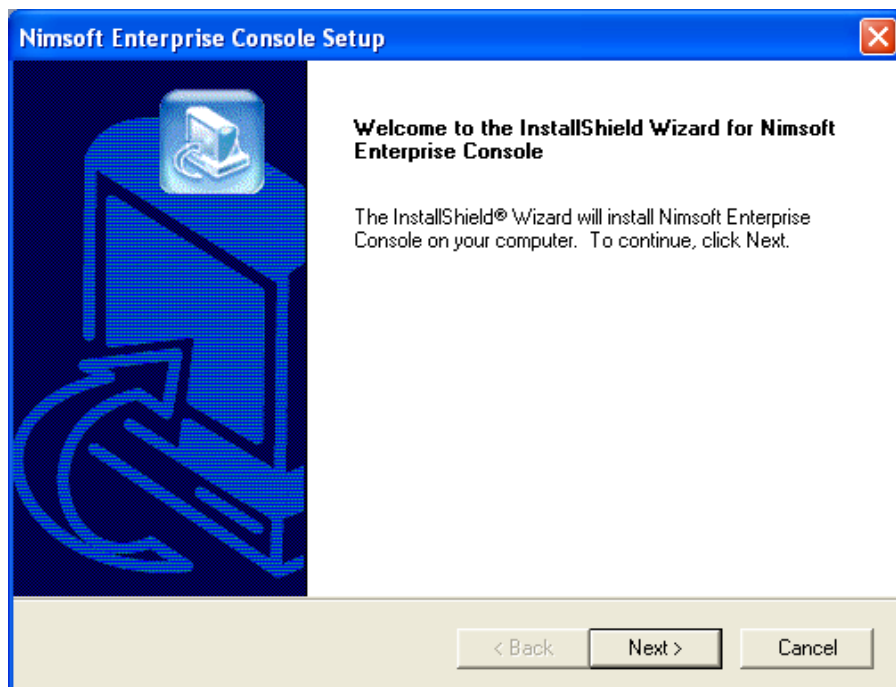 Nimsoft Enterprise Console Setup
Welcome to the InstallShield Wizard for Nimsoft
Enterprise Console
The InstallShield® Wizard will install Nimsoft Enterprise
Console on your computer.  To continue, click Next.
< Back
Next >
Cancel